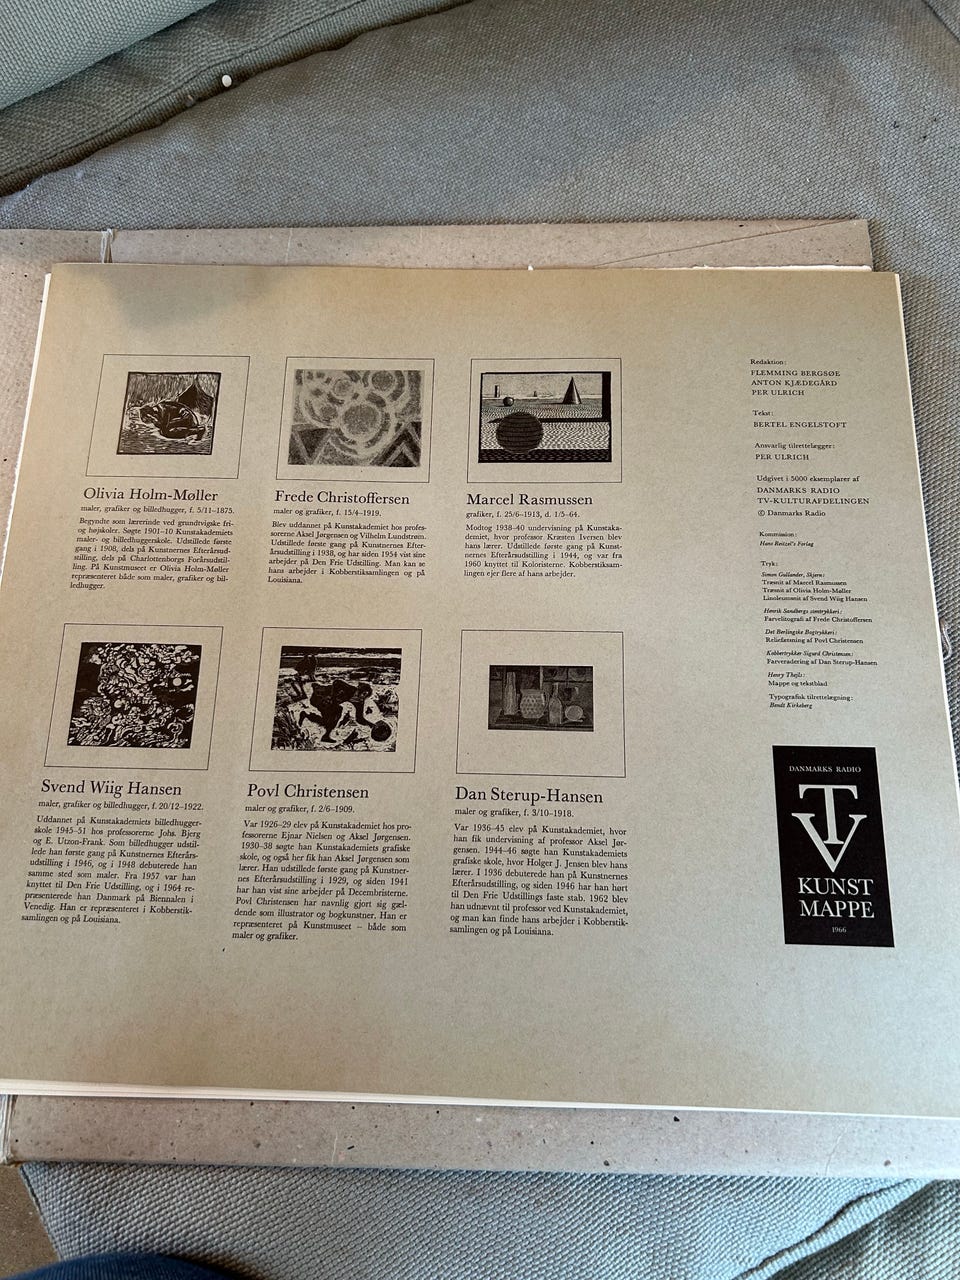 Olivia Holm-Møller
maler, grafiker og billedhugger, f. 5/11–1875.
Begyndte som lærerinde ved grundtvigske fri-
og højskoler. Søgte 1901–10 Kunstakademiets
maler- og billedhuggerskole. Udstillede første
gang i 1908, dels på Kunstnernes Efterårsud-
stilling, dels på Charlottenborgs Forårsudstil-
ling. På Kunstmuseet er Olivia Holm-Møller
repræsenteret både som maler, grafiker og bil-
ledhugger.
Frede Christoffersen
maler og grafiker, f. 15/4–1919.
Blev uddannet på Kunstakademiet hos profes-
sorerne Aksel Jørgensen og Vilhelm Lundstrøm.
Udstillede første gang på Kunstnernes Efter-
årsudstilling i 1938, og har siden 1954 vist sine
arbejder på Den Frie Udstilling. Man kan se
hans arbejder i Kobberstiksamlingen og på
Louisiana.
Marcel Rasmussen
grafiker, f. 25/6–1913, d. 1/5–64.
Modtog 1938–40 undervisning på Kunstaka-
demiet, hvor professor Kræsten Iversen blev
hans lærer. Udstillede første gang på Kunst-
nernes Efterårsudstilling i 1944, og var fra
1960 knyttet til Koloristerne. Kobberstiksam-
lingen ejer flere af hans arbejder.
Svend Wiig Hansen
maler, grafiker og billedhugger, f. 20/12–1922.
Uddannet på Kunstakademiets billedhugger-
skole 1945–51 hos professorerne Johs. Bjerg
og E. Utzon-Frank. Som billedhugger udstil-
lede han første gang på Kunstnernes Efterårs-
udstilling i 1946, og i 1948 debuterede han
samme sted som maler. Fra 1957 var han
knyttet til Den Frie Udstilling, og i 1964 re-
præsenterede han Danmark på Biennalen i
Venedig. Han er repræsenteret i Kobberstik-
samlingen og på Louisiana.
Povl Christensen
maler og grafiker, f. 2/6–1909.
Var 1926–29 elev på Kunstakademiet hos pro-
fessorerne Ejnar Nielsen og Aksel Jørgensen.
1930–38 søgte han Kunstakademiets grafiske
skole, og også her fik han Aksel Jørgensen som
lærer. Han udstillede første gang på Kunstner-
nes Efterårsudstilling i 1929, og siden 1941
har han vist sine arbejder på Decembristerne.
Povl Christensen har navnlig gjort sig gæl-
dende som illustrator og bogkunstner. Han er
repræsenteret på Kunstmuseet – både som
maler og grafiker.
Dan Sterup-Hansen
maler og grafiker, f. 3/10–1918.
Var 1936–45 elev på Kunstakademiet, hvor
han fik undervisning af professor Aksel Jør-
gensen. 1944–46 søgte han Kunstakademiets
grafiske skole, hvor Holger J. Jensen blev hans
lærer. I 1936 debuterede han på Kunstnernes
Efterårsudstilling, og siden 1946 har han hørt
til Den Frie Udstillings faste stab. 1962 blev
han udnævnt til professor ved Kunstakademiet,
og man kan finde hans arbejder i Kobberstik-
samlingen og på Louisiana.
Redaktion:
FLEMMING BERGSØE
ANTON KJÆDEGÅRD
PER ULRICH
Tekst:
BERTEL ENGELSTOFT
Ansvarlig tilrettelægger:
PER ULRICH
Udgivet i 5000 eksemplarer af
DANMARKS RADIO
TV-KULTURAFDELINGEN
© Danmarks Radio
Kommission:
Hans Reitzel's Forlag
Tryk:
Simon Gullander, Skjern:
Træsnit af Marcel Rasmussen
Træsnit af Olivia Holm-Møller
Linoleumsnit af Svend Wiig Hansen
Henrik Sandbergs stentrykkeri:
Farvelitografi af Frede Christoffersen
Det Berlingske Bogtrykkeri:
Reliefætsning af Povl Christensen
Kobbertrykker Sigurd Christensen:
Farveradering af Dan Sterup-Hansen
Henry Thejls:
Mappe og tekstblad
Typografisk tilrettelægning:
Bendt Kirkeberg
DANMARKS RADIO
TV
KUNST
MAPPE
1966